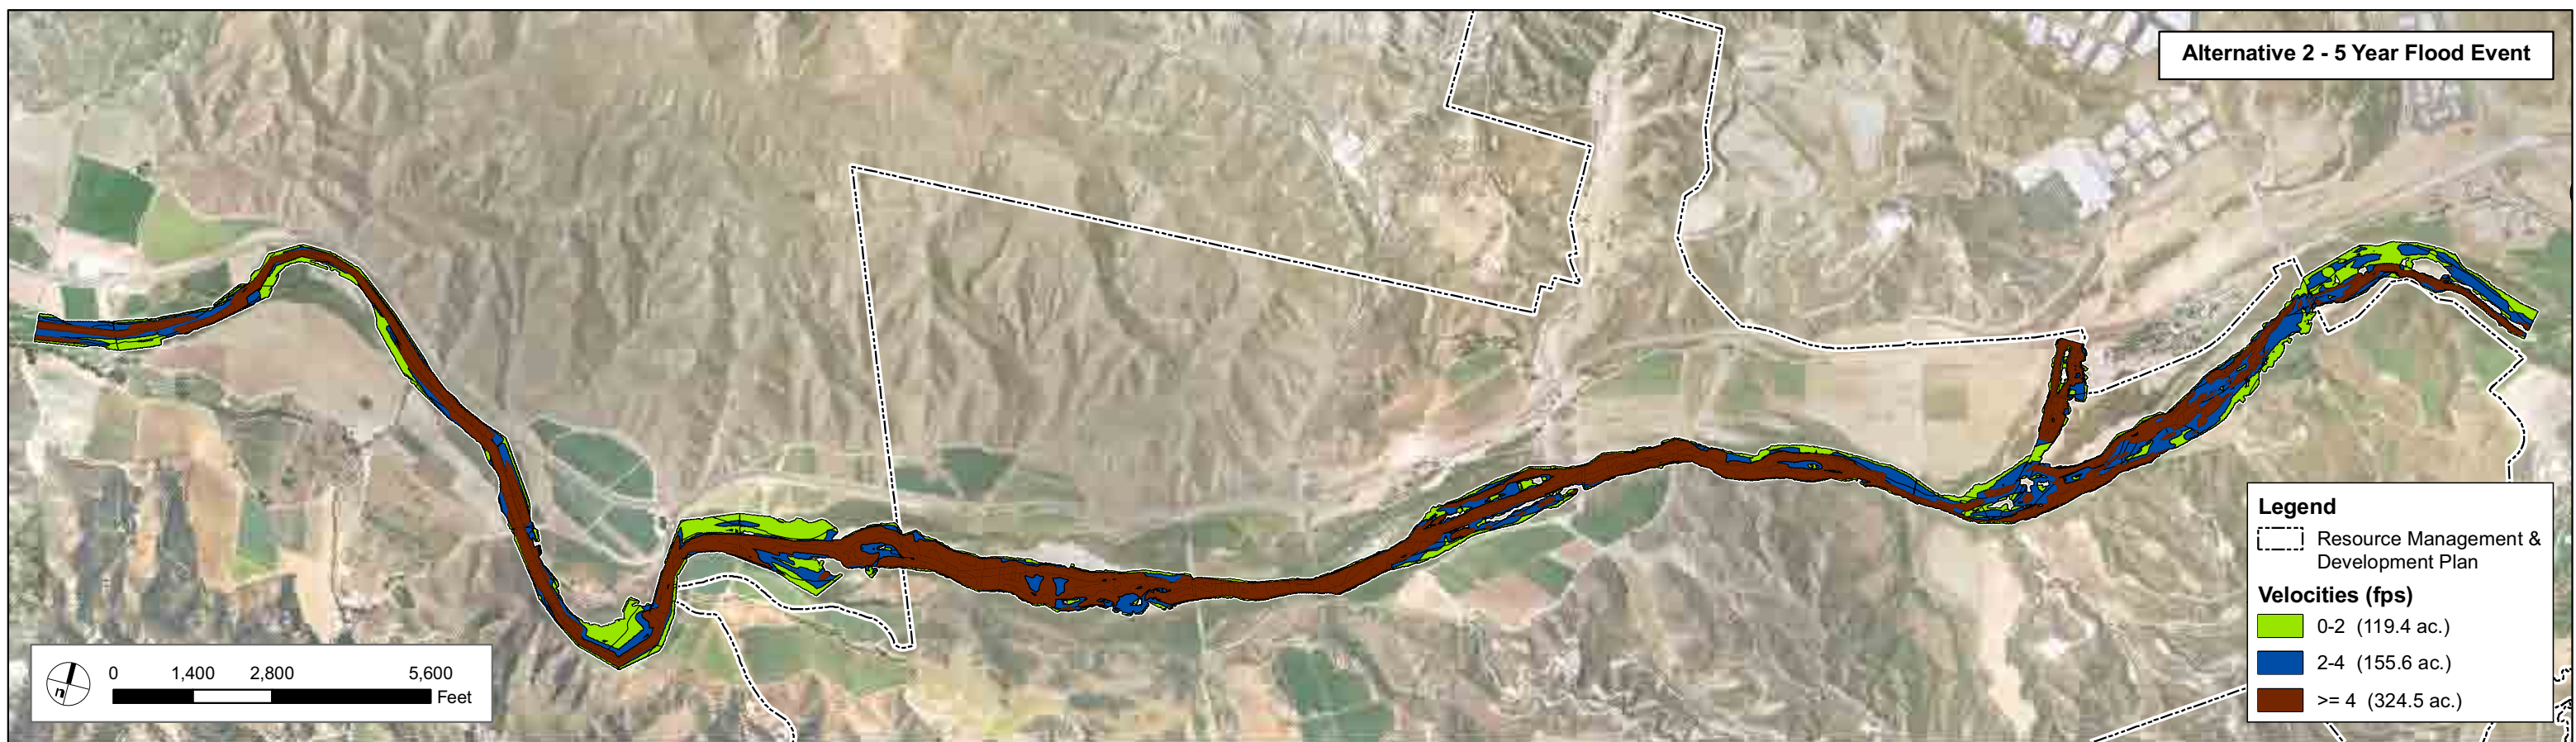 Alternative 2 - 5 Year Flood Event
Legend
Resource Management &
Development Plan
Velocities (fps)
0-2 (119.4 ac.)
2-4 (155.6 ac.)
>= 4 (324.5 ac.)
n
0 1,400 2,800 5,600
Feet